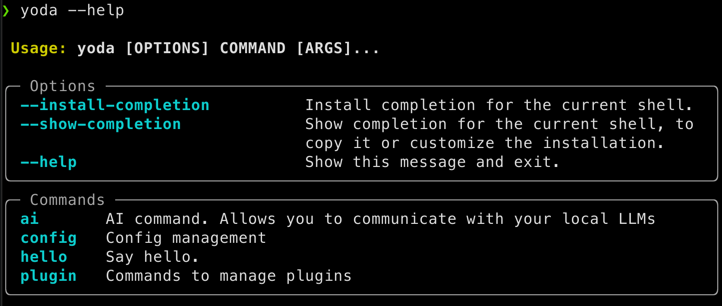 ❯ yoda --help
Usage: yoda [OPTIONS] COMMAND [ARGS]...
Options
--install-completion Install completion for the current shell.
--show-completion Show completion for the current shell, to
copy it or customize the installation.
--help Show this message and exit.
Commands
ai AI command. Allows you to communicate with your local LLMs
config Config management
hello Say hello.
plugin Commands to manage plugins